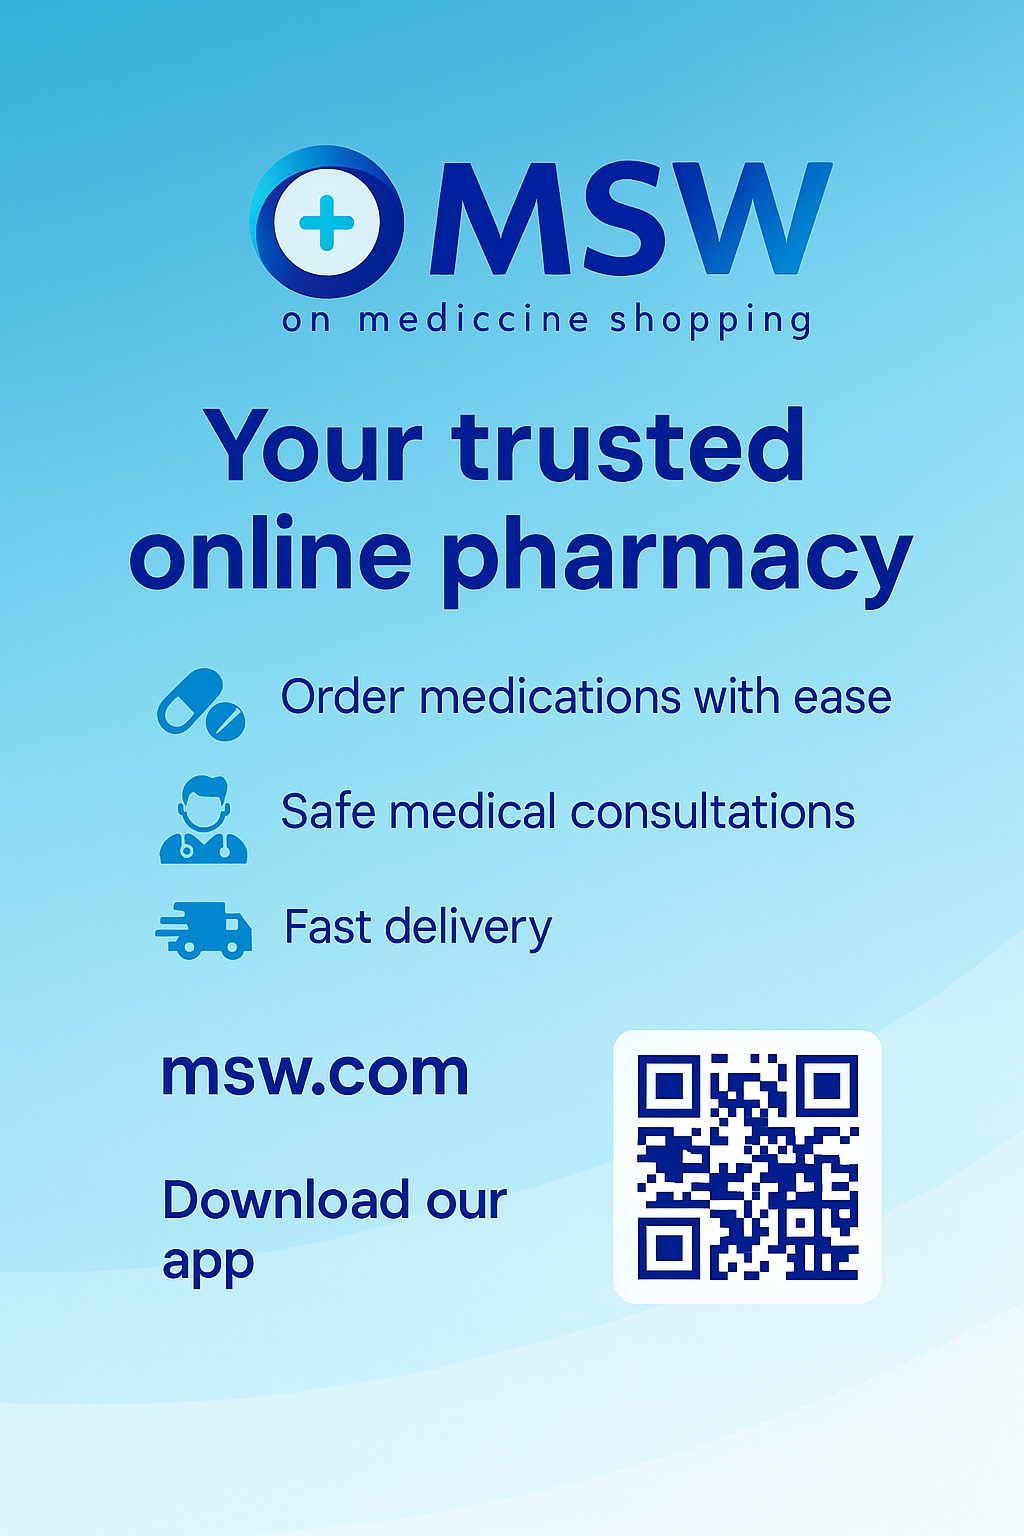 MSW
on mediccine shopping
Your trusted
online pharmacy
Order medications with ease
Safe medical consultations
Fast delivery
msw.com
Download our
app